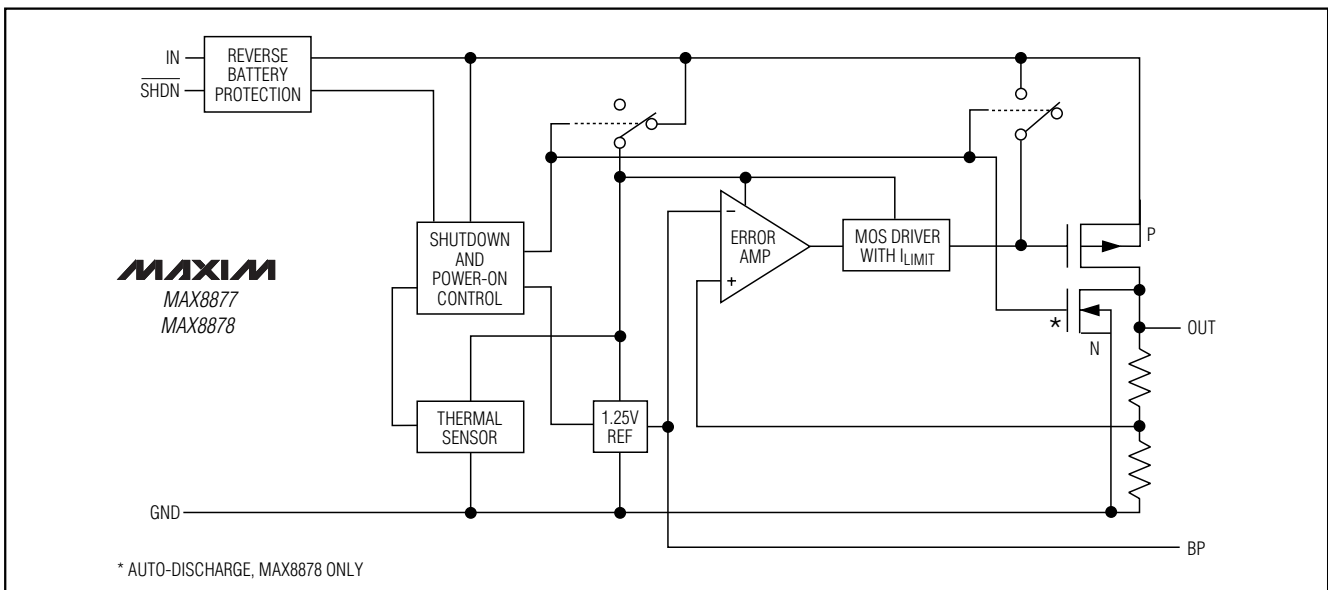 IN
SHDN
REVERSE
BATTERY
PROTECTION
SHUTDOWN
AND
POWER-ON
CONTROL
−
ERROR
AMP
+
MOS DRIVER
WITH ILIMIT
P
MAXIM
MAX8877
MAX8878
*
N
OUT
THERMAL
SENSOR
1.25V
REF
GND
BP
* AUTO-DISCHARGE, MAX8878 ONLY